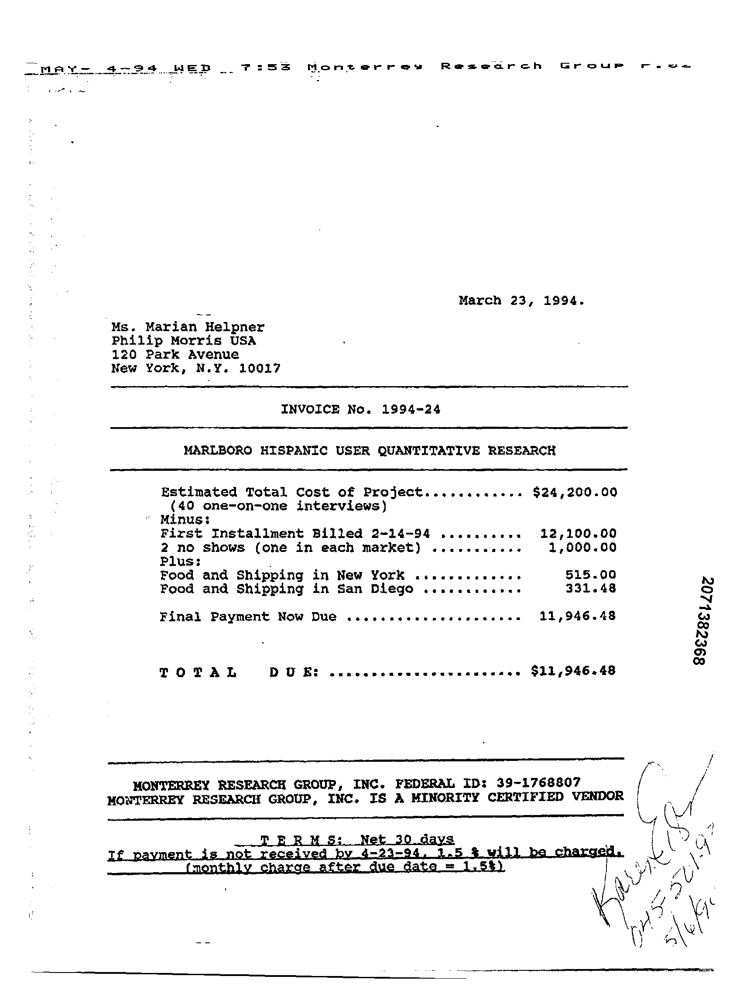 MAY- 4-94 WED 7:53 Monterrey Research Group
March 23, 1994.
Ms. Marian Helpner
Philip Morris USA
120 Park Avenue
New York, N.Y. 10017
INVOICE No. 1994-24
MARLBORO HISPANIC USER QUANTITATIVE RESEARCH
Estimated Total Cost of Project............ $24,200.00
(40 one-on-one interviews)
Minus:
First Installment Billed 2-14-94 .......... 12,100.00
2 no shows (one in each market) ........... 1,000.00
Plus:
Food and Shipping in New York ............. 515.00
Food and Shipping in San Diego ............ 331.48
Final Payment Now Due ..................... 11,946.48
T O T A L D U E: ....................... $11,946.48
2071382368
MONTERREY RESEARCH GROUP, INC. FEDERAL ID: 39-1768807
MONTERREY RESEARCH GROUP, INC. IS A MINORITY CERTIFIED VENDOR
T E R M S: Net 30 days
If payment is not received by 4-23-94, 1.5 % will be charged.
(monthly charge after due date = 1.5%)
Karen